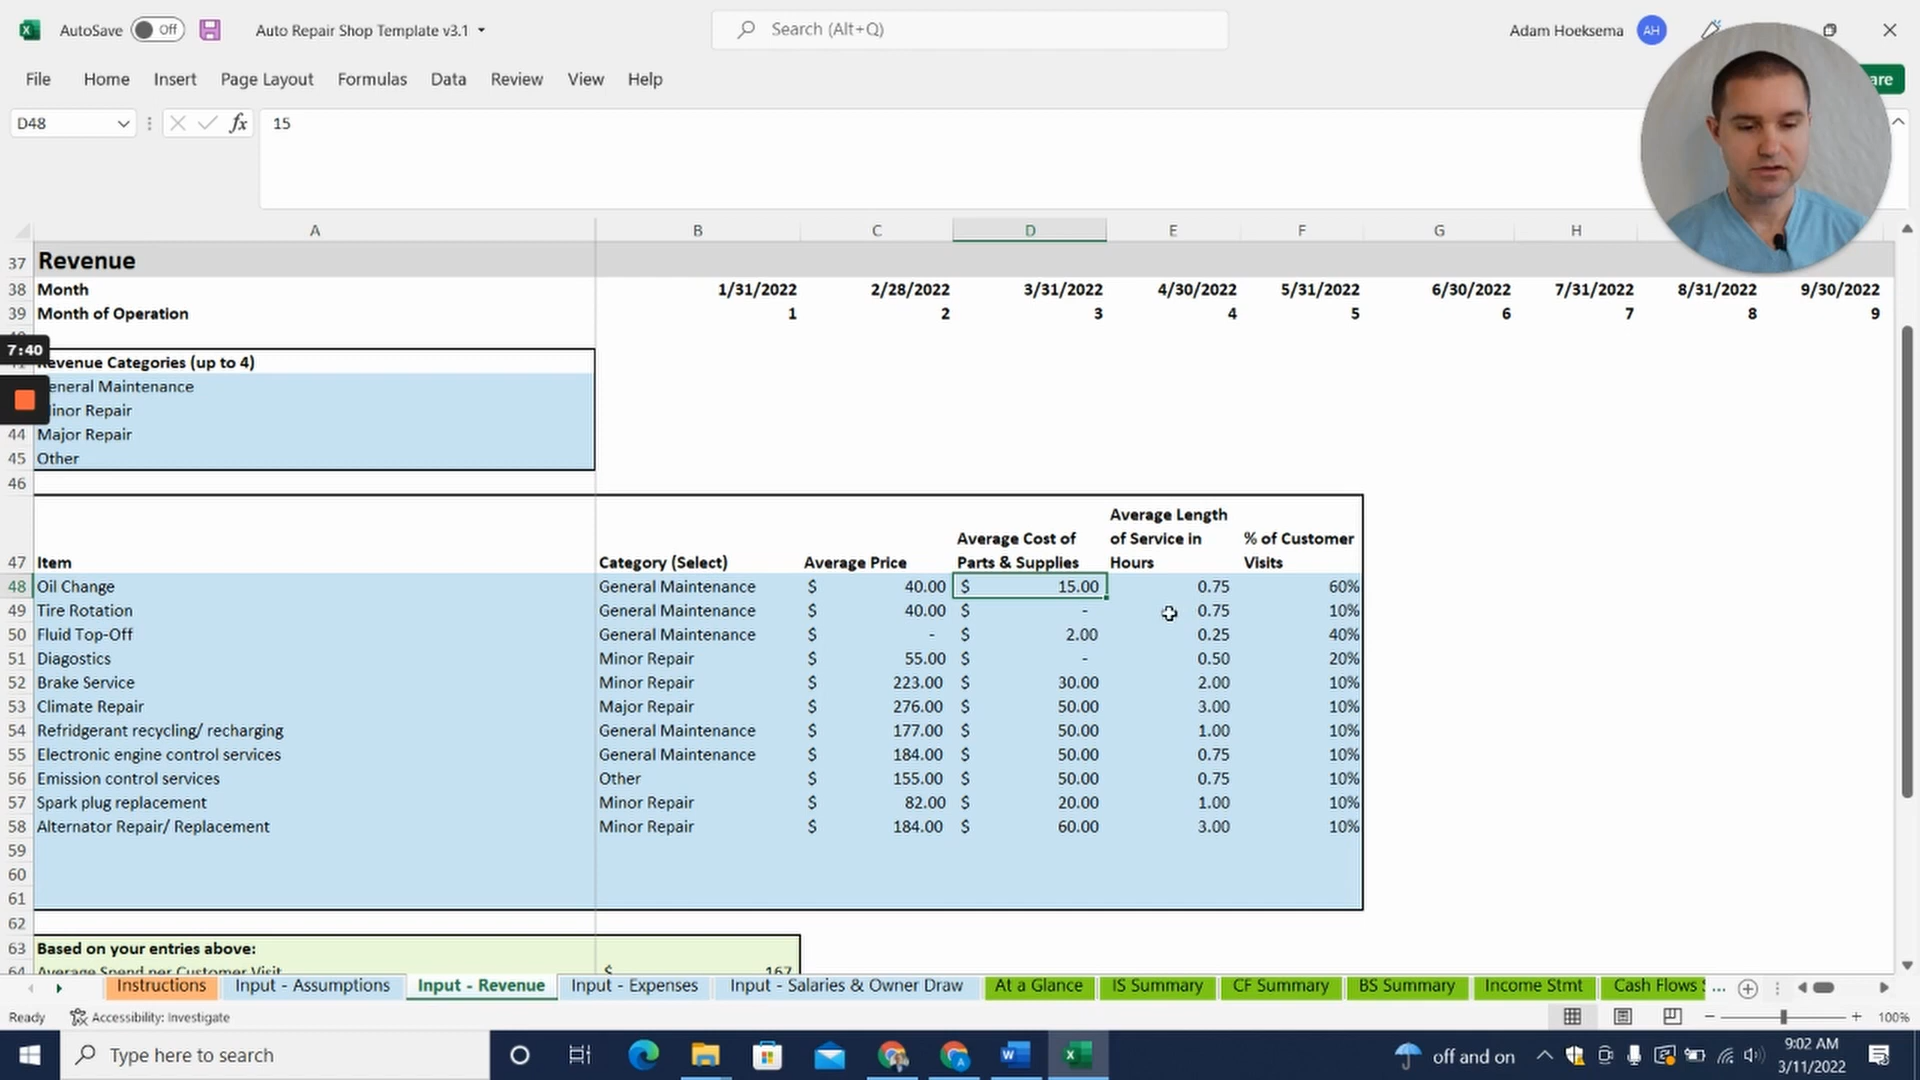 AutoSave Off Auto Repair Shop Template v3.1 Search (Alt+Q) Adam Hoeksema AH
File Home Insert Page Layout Formulas Data Review View Help are
D48 fx 15
A B C D E F G H
37 Revenue
38 Month 1/31/2022 2/28/2022 3/31/2022 4/30/2022 5/31/2022 6/30/2022 7/31/2022 8/31/2022 9/30/2022
39 Month of Operation 1 2 3 4 5 6 7 8 9
7:40
evenue Categories (up to 4)
eneral Maintenance
inor Repair
44 Major Repair
45 Other
46
Average Length
Average Cost of of Service in % of Customer
47 Item Category (Select) Average Price Parts & Supplies Hours Visits
48 Oil Change General Maintenance $ 40.00 $ 15.00 0.75 60%
49 Tire Rotation General Maintenance $ 40.00 $ - 0.75 10%
50 Fluid Top-Off General Maintenance $ - $ 2.00 0.25 40%
51 Diagostics Minor Repair $ 55.00 $ - 0.50 20%
52 Brake Service Minor Repair $ 223.00 $ 30.00 2.00 10%
53 Climate Repair Major Repair $ 276.00 $ 50.00 3.00 10%
54 Refridgerant recycling/ recharging General Maintenance $ 177.00 $ 50.00 1.00 10%
55 Electronic engine control services General Maintenance $ 184.00 $ 50.00 0.75 10%
56 Emission control services Other $ 155.00 $ 50.00 0.75 10%
57 Spark plug replacement Minor Repair $ 82.00 $ 20.00 1.00 10%
58 Alternator Repair/ Replacement Minor Repair $ 184.00 $ 60.00 3.00 10%
59
60
61
62
63 Based on your entries above:
64 Average Spend per Customer Visit $ 167
Instructions Input - Assumptions Input - Revenue Input - Expenses Input - Salaries & Owner Draw At a Glance IS Summary CF Summary BS Summary Income Stmt Cash Flows ...
Ready Accessibility: Investigate 100%
Type here to search off and on 9:02 AM
3/11/2022